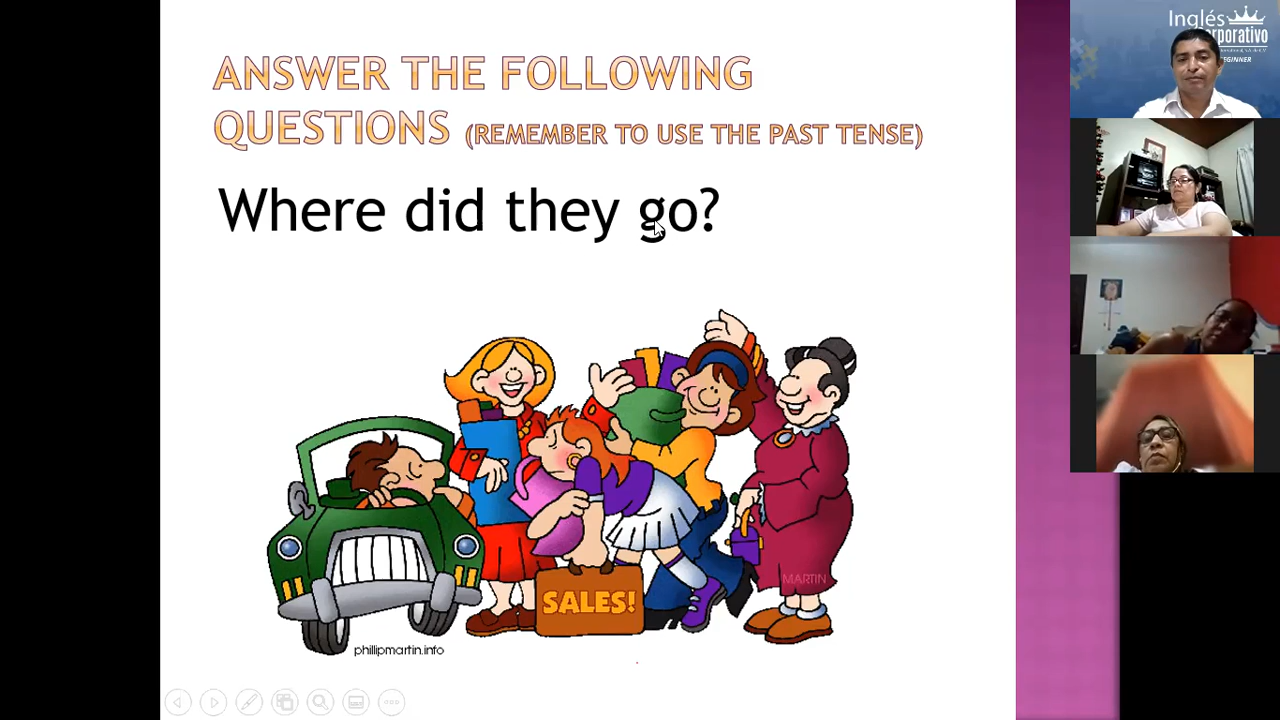 ANSWER THE FOLLOWING
QUESTIONS (REMEMBER TO USE THE PAST TENSE)
Where did they go?
SALES!
MARTIN
phillipmartin.info
Inglés
Corporativo
BEGINNER